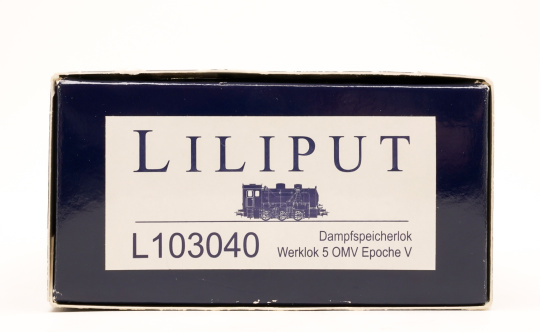 LILIPUT
L103040
Dampfspeicherlok
Werklok 5 OMV Epoche V